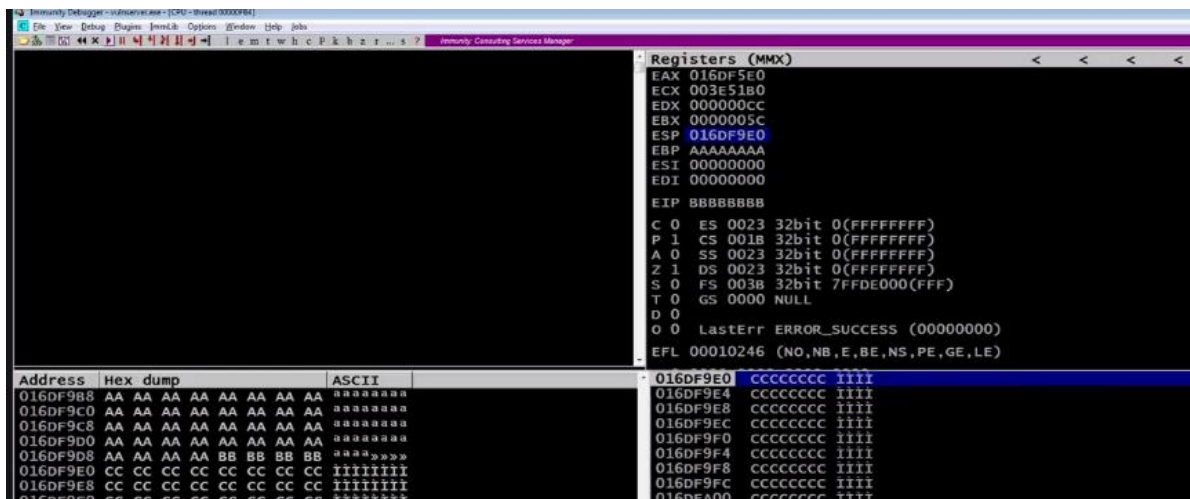 Immunity Debugger - vulnserver.exe - [CPU - thread 00000FB4]
C File View Debug Plugins ImmLib Options Window Help Jobs
l e m t w h c P k b z r ... s ? Immunity: Consulting Services Manager
Registers (MMX) < < < <
EAX 016DF5E0
ECX 003E51B0
EDX 000000CC
EBX 0000005C
ESP 016DF9E0
EBP AAAAAAAA
ESI 00000000
EDI 00000000
EIP BBBBBBBB
C 0 ES 0023 32bit 0(FFFFFFFF)
P 1 CS 001B 32bit 0(FFFFFFFF)
A 0 SS 0023 32bit 0(FFFFFFFF)
Z 1 DS 0023 32bit 0(FFFFFFFF)
S 0 FS 003B 32bit 7FFDE000(FFF)
T 0 GS 0000 NULL
D 0
O 0 LastErr ERROR_SUCCESS (00000000)
EFL 00010246 (NO,NB,E,BE,NS,PE,GE,LE)
Address Hex dump ASCII
016DF9B8 AA AA AA AA AA AA AA AA ªªªªªªªª
016DF9C0 AA AA AA AA AA AA AA AA ªªªªªªªª
016DF9C8 AA AA AA AA AA AA AA AA ªªªªªªªª
016DF9D0 AA AA AA AA AA AA AA AA ªªªªªªªª
016DF9D8 AA AA AA AA BB BB BB BB ªªªª»»»»
016DF9E0 CC CC CC CC CC CC CC CC ÌÌÌÌÌÌÌÌ
016DF9E8 CC CC CC CC CC CC CC CC ÌÌÌÌÌÌÌÌ
016DF9E0 CCCCCCCC ÌÌÌÌ
016DF9E4 CCCCCCCC ÌÌÌÌ
016DF9E8 CCCCCCCC ÌÌÌÌ
016DF9EC CCCCCCCC ÌÌÌÌ
016DF9F0 CCCCCCCC ÌÌÌÌ
016DF9F4 CCCCCCCC ÌÌÌÌ
016DF9F8 CCCCCCCC ÌÌÌÌ
016DF9FC CCCCCCCC ÌÌÌÌ
016DFA00 CCCCCCCC ÌÌÌÌ